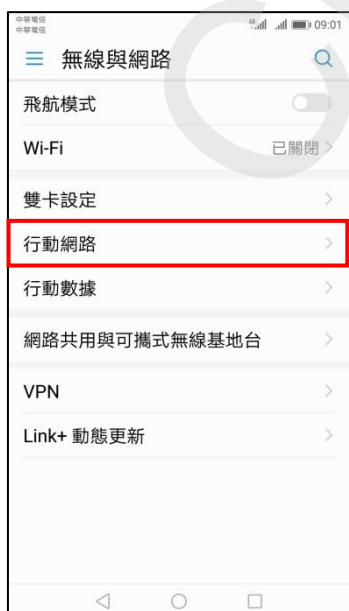 中華電信
中華電信
46 09:01
無線與網路
飛航模式
Wi-Fi 已關閉
雙卡設定
行動網路
行動數據
網路共用與可攜式無線基地台
VPN
Link+ 動態更新